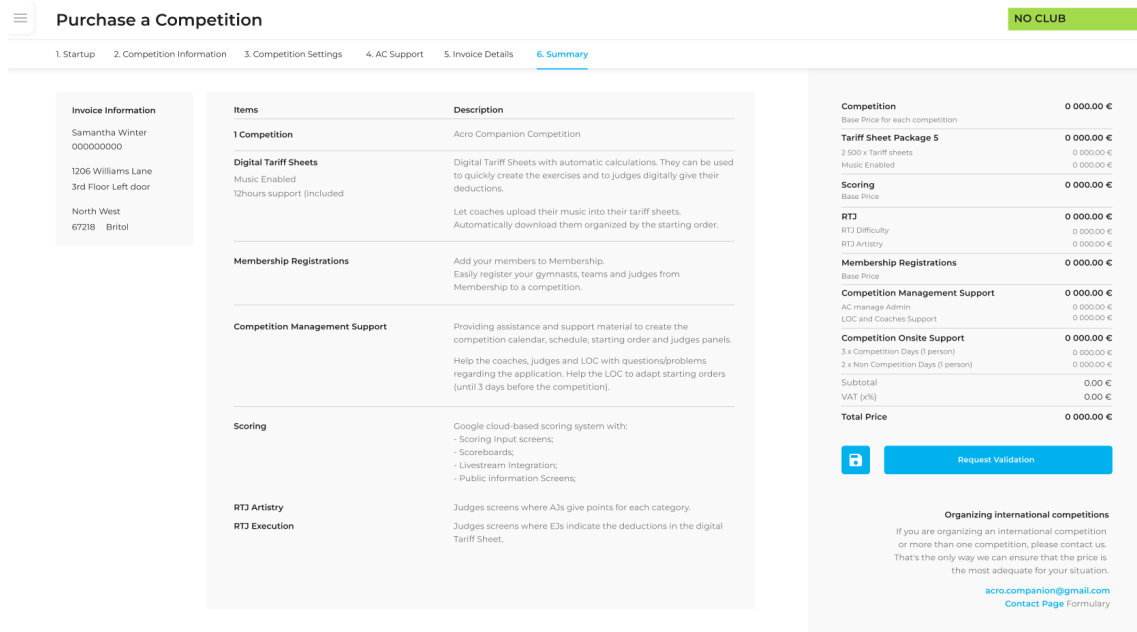 Purchase a Competition
NO CLUB
1. Startup 2. Competition Information 3. Competition Settings 4. AC Support 5. Invoice Details 6. Summary
Invoice Information
Samantha Winter
000000000
1206 Williams Lane
3rd Floor Left door
North West
67218 Britol
Items Description
1 Competition Acro Companion Competition
Digital Tariff Sheets Digital Tariff Sheets with automatic calculations. They can be used
Music Enabled to quickly create the exercises and to judges digitally give their
12hours support (included deductions.
Let coaches upload their music into their tariff sheets.
Automatically download them organized by the starting order.
Membership Registrations Add your members to Membership.
Easily register your gymnasts, teams and judges from
Membership to a competition.
Competition Management Support Providing assistance and support material to create the
competition calendar, schedule, starting order and judges panels.
Help the coaches, judges and LOC with questions/problems
regarding the application. Help the LOC to adapt starting orders
(until 3 days before the competition).
Scoring Google cloud-based scoring system with:
- Scoring Input screens;
- Scoreboards;
- Livestream Integration;
- Public information Screens;
RTJ Artistry Judges screens where AJs give points for each category.
RTJ Execution Judges screens where EJs indicate the deductions in the digital
Tariff Sheet.
Competition 0 000.00 €
Base Price for each competition
Tariff Sheet Package 5 0 000.00 €
2 500 x Tariff sheets 0 000.00 €
Music Enabled 0 000.00 €
Scoring 0 000.00 €
Base Price
RTJ 0 000.00 €
RTJ Difficulty 0 000.00 €
RTJ Artistry 0 000.00 €
Membership Registrations 0 000.00 €
Base Price
Competition Management Support 0 000.00 €
AC manage Admin 0 000.00 €
LOC and Coaches Support 0 000.00 €
Competition Onsite Support 0 000.00 €
3 x Competition Days (1 person) 0 000.00 €
2 x Non Competition Days (1 person) 0 000.00 €
Subtotal 0.00 €
VAT (x%) 0.00 €
Total Price 0 000.00 €
Request Validation
Organizing international competitions
If you are organizing an international competition
or more than one competition, please contact us.
That's the only way we can ensure that the price is
the most adequate for your situation.
acro.companion@gmail.com
Contact Page Formulary